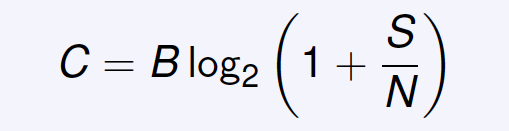 C = B log₂ (1 + S/N)